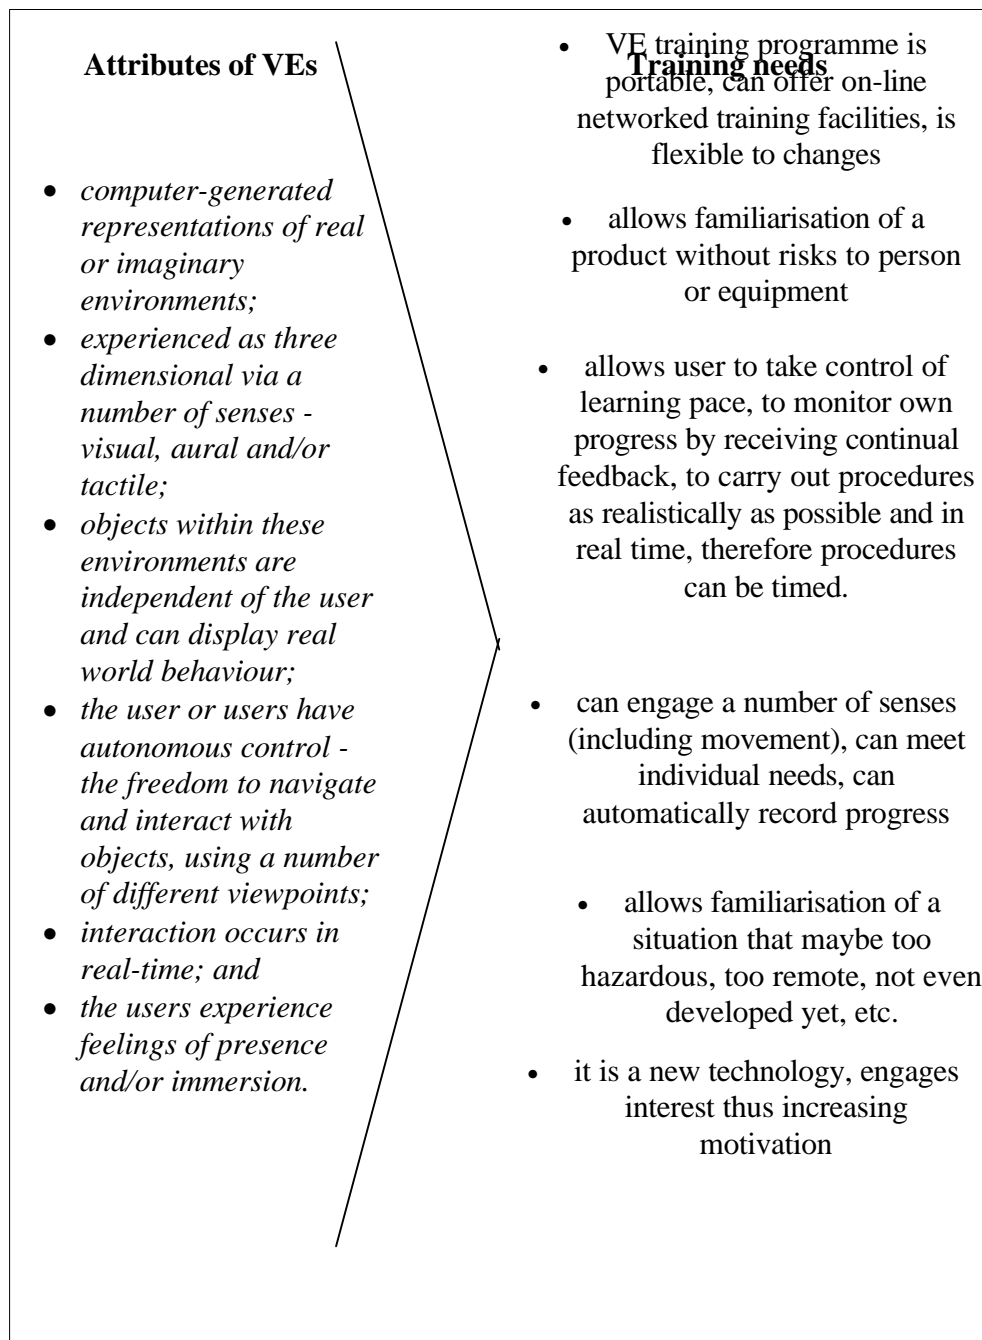 Attributes of VEs
• computer-generated
representations of real
or imaginary
environments;
• experienced as three
dimensional via a
number of senses -
visual, aural and/or
tactile;
• objects within these
environments are
independent of the user
and can display real
world behaviour;
• the user or users have
autonomous control -
the freedom to navigate
and interact with
objects, using a number
of different viewpoints;
• interaction occurs in
real-time; and
• the users experience
feelings of presence
and/or immersion.
Training needs
• VE training programme is
portable, can offer on-line
networked training facilities, is
flexible to changes
• allows familiarisation of a
product without risks to person
or equipment
• allows user to take control of
learning pace, to monitor own
progress by receiving continual
feedback, to carry out procedures
as realistically as possible and in
real time, therefore procedures
can be timed.
• can engage a number of senses
(including movement), can meet
individual needs, can
automatically record progress
• allows familiarisation of a
situation that maybe too
hazardous, too remote, not even
developed yet, etc.
• it is a new technology, engages
interest thus increasing
motivation